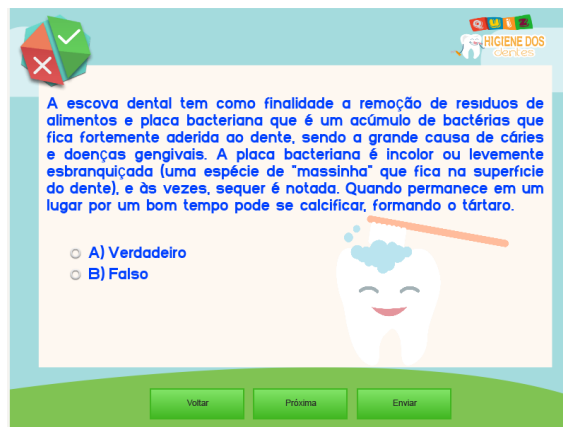 QUIZ
HIGIENE DOS
dentes
A escova dental tem como finalidade a remoção de resíduos de
alimentos e placa bacteriana que é um acúmulo de bactérias que
fica fortemente aderida ao dente, sendo a grande causa de cáries
e doenças gengivais. A placa bacteriana é incolor ou levemente
esbranquiçada (uma espécie de "massinha" que fica na superfície
do dente), e às vezes, sequer é notada. Quando permanece em um
lugar por um bom tempo pode se calcificar, formando o tártaro.
A) Verdadeiro
B) Falso
Voltar Próxima Enviar